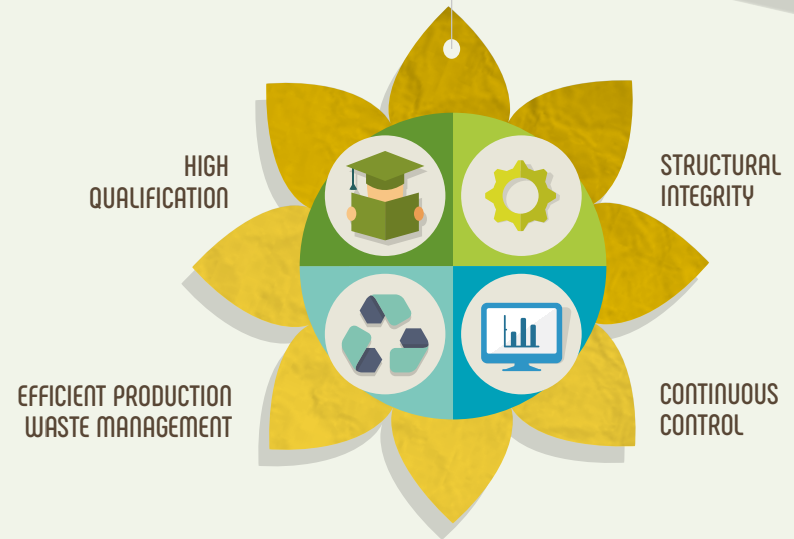 HIGH
QUALIFICATION
STRUCTURAL
INTEGRITY
EFFICIENT PRODUCTION
WASTE MANAGEMENT
CONTINUOUS
CONTROL